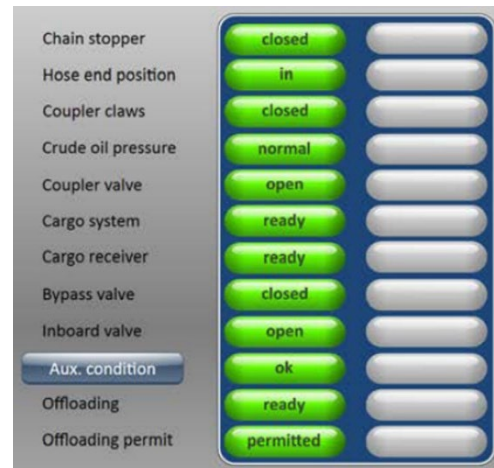 Chain stopper closed
Hose end position in
Coupler claws closed
Crude oil pressure normal
Coupler valve open
Cargo system ready
Cargo receiver ready
Bypass valve closed
Inboard valve open
Aux. condition ok
Offloading ready
Offloading permit permitted